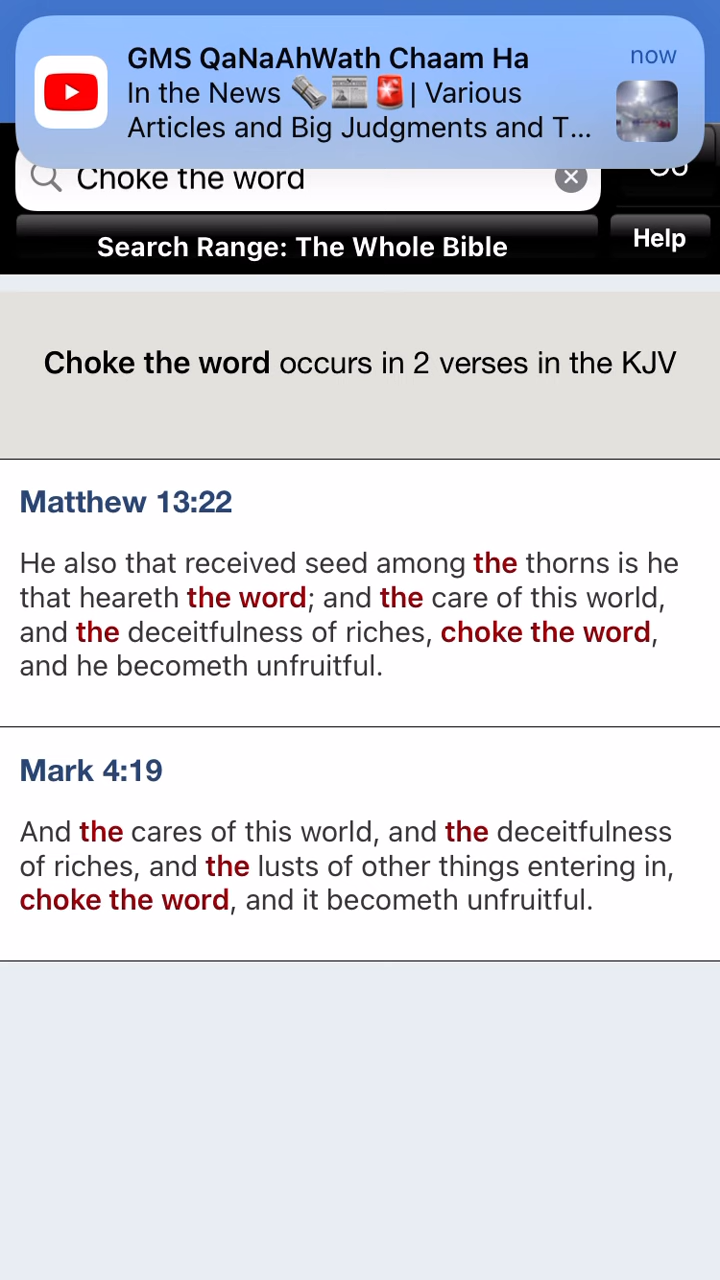 GMS QaNaAhWath Chaam Ha
now
In the News 🗞️📰🚨| Various
Articles and Big Judgments and T...
Choke the word
Search Range: The Whole Bible
Help
Choke the word occurs in 2 verses in the KJV
Matthew 13:22
He also that received seed among the thorns is he
that heareth the word; and the care of this world,
and the deceitfulness of riches, choke the word,
and he becometh unfruitful.
Mark 4:19
And the cares of this world, and the deceitfulness
of riches, and the lusts of other things entering in,
choke the word, and it becometh unfruitful.